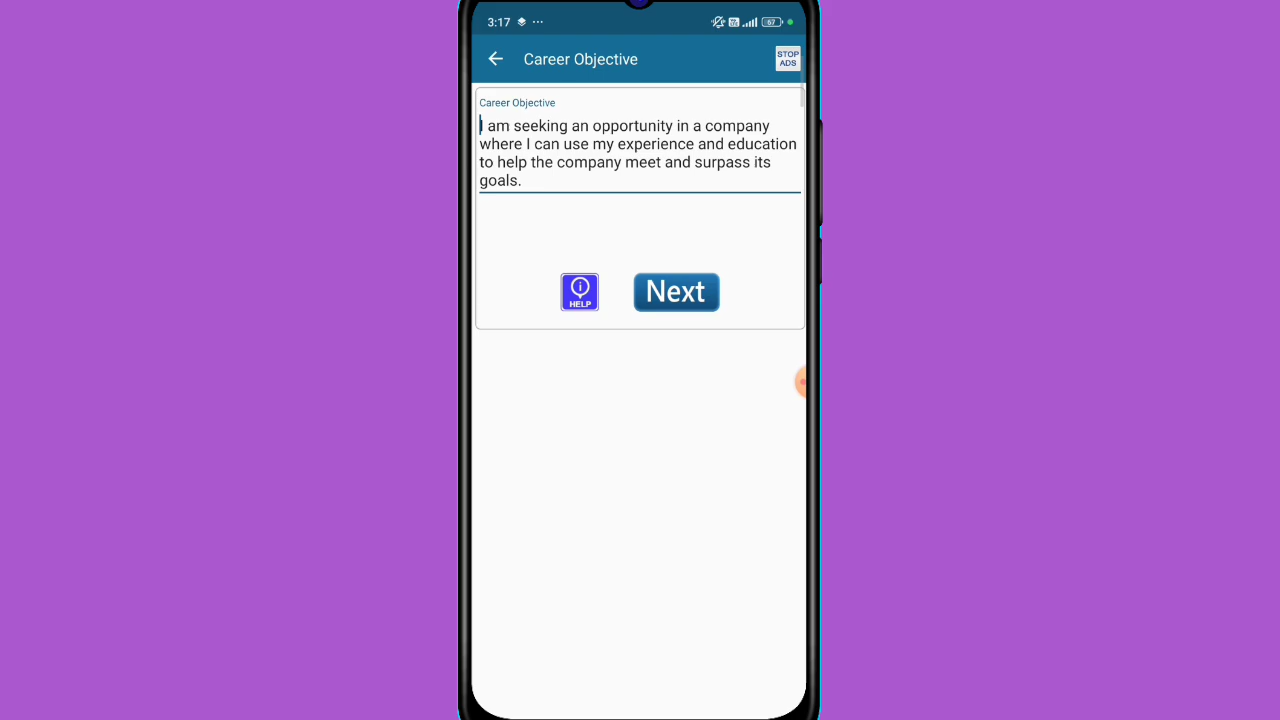 3:17 ...
67
Career Objective
STOP
ADS
Career Objective
I am seeking an opportunity in a company
where I can use my experience and education
to help the company meet and surpass its
goals.
HELP
Next